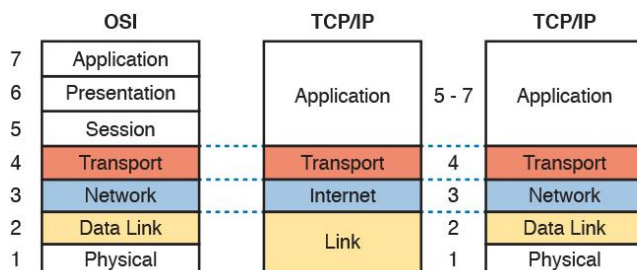 OSI TCP/IP TCP/IP
7 Application
6 Presentation Application 5 - 7 Application
5 Session
4 Transport Transport 4 Transport
3 Network Internet 3 Network
2 Data Link Link 2 Data Link
1 Physical 1 Physical